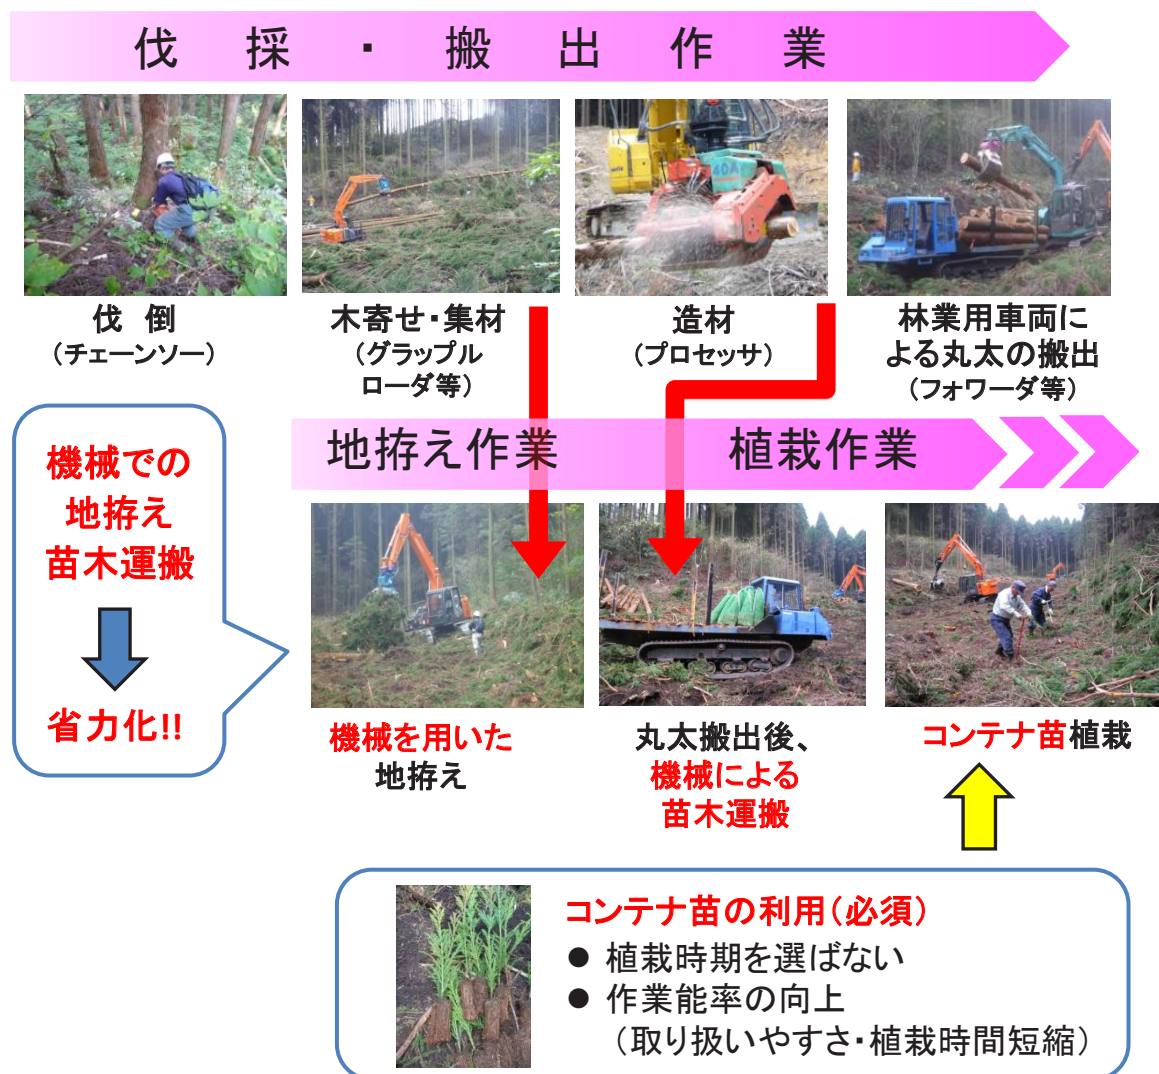 伐採・搬出作業
伐倒
（チェーンソー）
木寄せ・集材
（グラップル
ローダ等）
造材
（プロセッサ）
林業用車両に
よる丸太の搬出
（フォワーダ等）
機械での
地拵え
苗木運搬
省力化!!
地拵え作業
植栽作業
機械を用いた
地拵え
丸太搬出後、
機械による
苗木運搬
コンテナ苗植栽
コンテナ苗の利用（必須）
● 植栽時期を選ばない
● 作業能率の向上
（取り扱いやすさ・植栽時間短縮）
40A